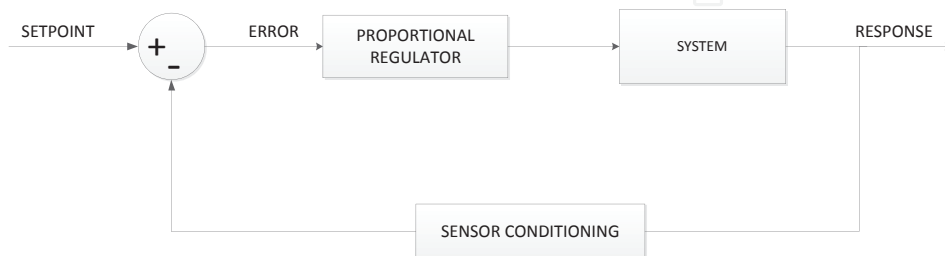 SETPOINT
+
-
ERROR
PROPORTIONAL
REGULATOR
SYSTEM
RESPONSE
SENSOR CONDITIONING